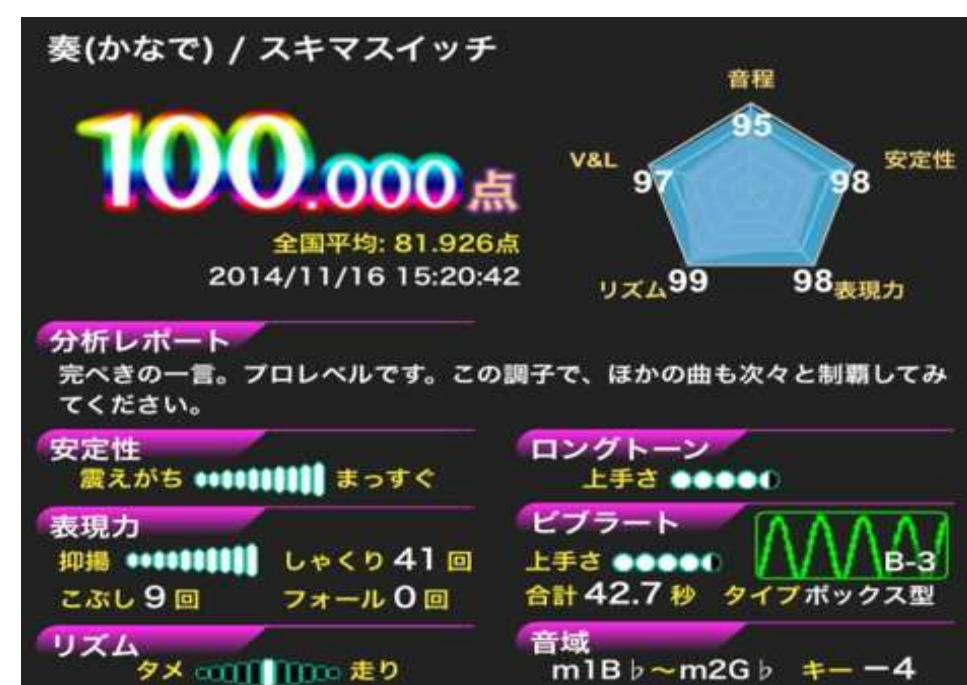 奏(かなで) / スキマスイッチ
100.000点
全国平均: 81.926点
2014/11/16 15:20:42
音程
95
V&L
97
安定性
98
リズム
99
表現力
98
分析レポート
完ぺきの一言。プロレベルです。この調子で、ほかの曲も次々と制覇してみ
てください。
安定性
震えがち まっすぐ
ロングトーン
上手さ
表現力
抑揚 しゃくり 41 回
こぶし 9 回 フォール 0 回
ビブラート
上手さ B-3
合計 42.7 秒 タイプ ボックス型
リズム
タメ 走り
音域
m1B♭〜m2G♭ キー −4